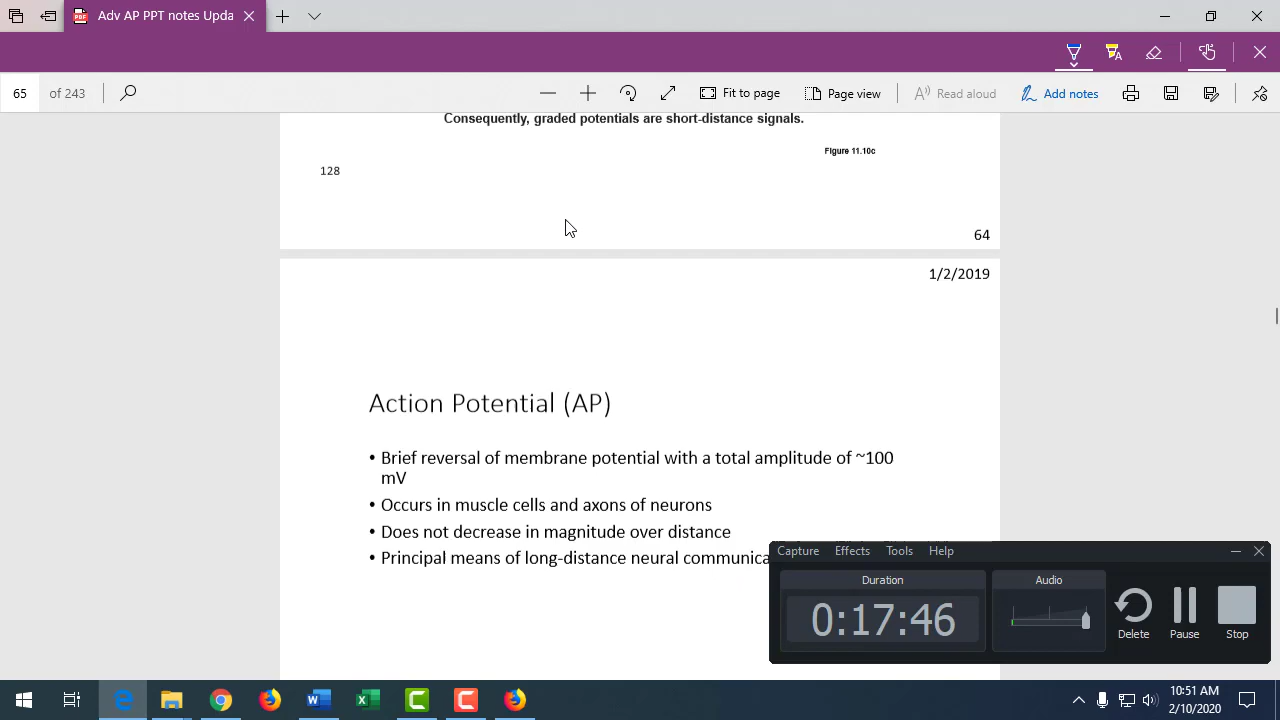 Adv AP PPT notes Upda
65 of 243
Fit to page
Page view
Read aloud
Add notes
Consequently, graded potentials are short-distance signals.
Figure 11.10c
128
64
1/2/2019
Action Potential (AP)
• Brief reversal of membrane potential with a total amplitude of ~100
mV
• Occurs in muscle cells and axons of neurons
• Does not decrease in magnitude over distance
• Principal means of long-distance neural communica
Capture Effects Tools Help
Duration
Audio
0:17:46
Delete
Pause
Stop
10:51 AM
2/10/2020